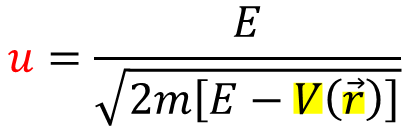 u = E / √(2m[E − V(r⃗)])